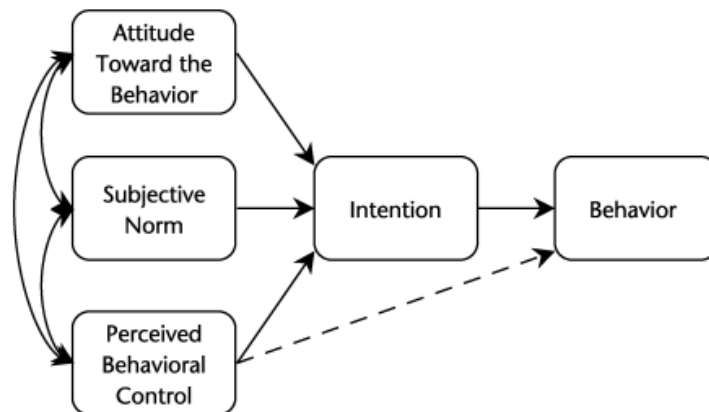 Attitude
Toward the
Behavior
Subjective
Norm
Intention
Behavior
Perceived
Behavioral
Control